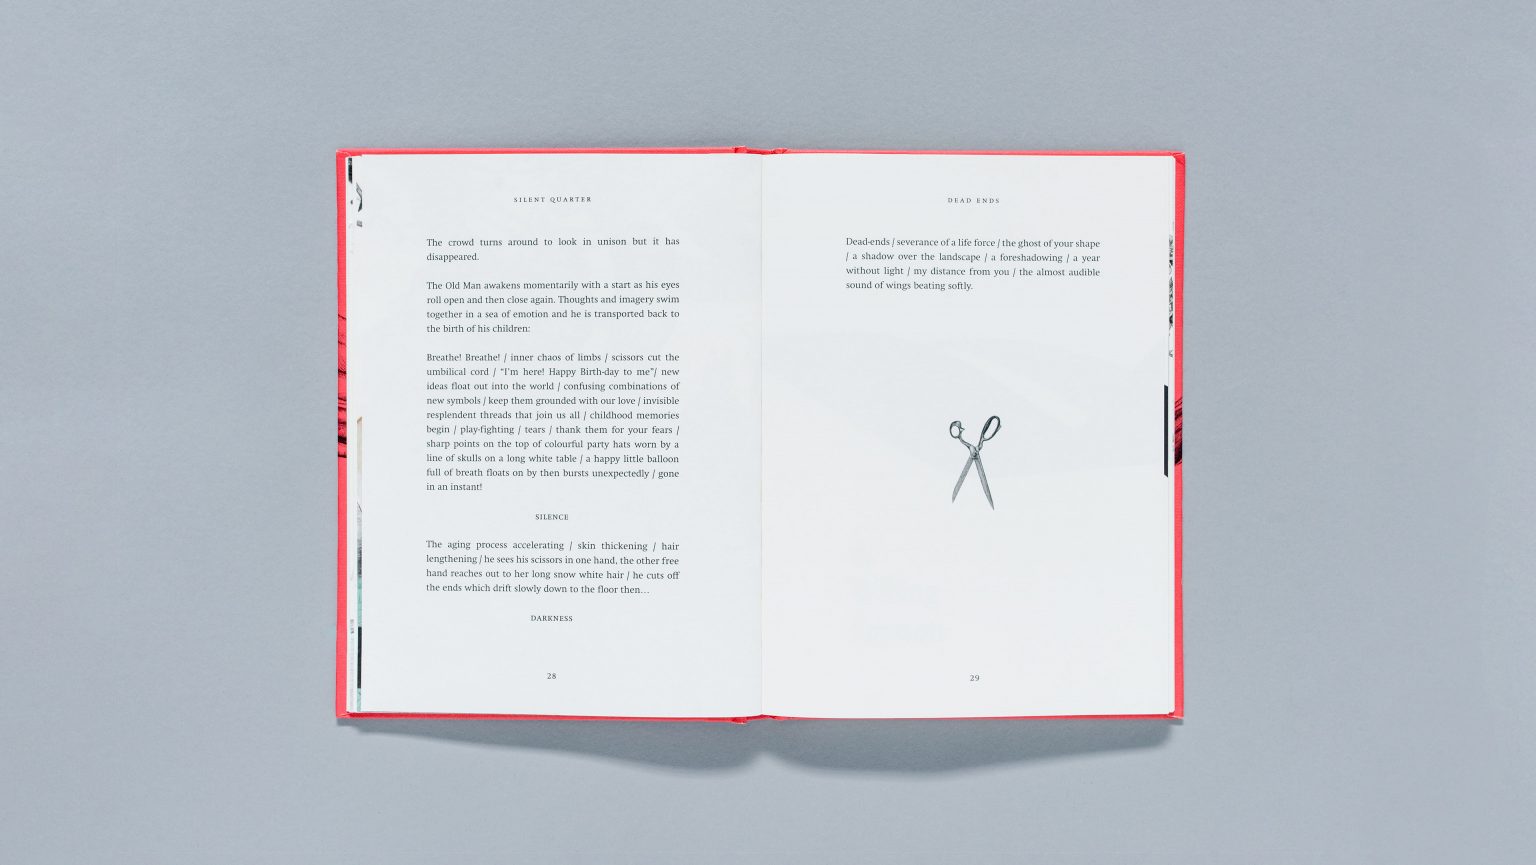 SILENT QUARTER
The crowd turns around to look in unison but it has
disappeared.
The Old Man awakens momentarily with a start as his eyes
roll open and then close again. Thoughts and imagery swim
together in a sea of emotion and he is transported back to
the birth of his children:
Breathe! Breathe! / inner chaos of limbs / scissors cut the
umbilical cord / “I’m here! Happy Birth-day to me”/ new
ideas float out into the world / confusing combinations of
new symbols / keep them grounded with our love / invisible
resplendent threads that join us all / childhood memories
begin / play-fighting / tears / thank them for your fears /
sharp points on the top of colourful party hats worn by a
line of skulls on a long white table / a happy little balloon
full of breath floats on by then bursts unexpectedly / gone
in an instant!
SILENCE
The aging process accelerating / skin thickening / hair
lengthening / he sees his scissors in one hand, the other free
hand reaches out to her long snow white hair / he cuts off
the ends which drift slowly down to the floor then…
DARKNESS
28
DEAD ENDS
Dead-ends / severance of a life force / the ghost of your shape
/ a shadow over the landscape / a foreshadowing / a year
without light / my distance from you / the almost audible
sound of wings beating softly.
29